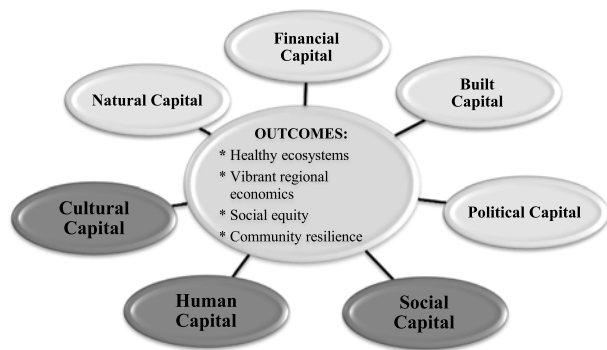 Financial
Capital
Built
Capital
Natural Capital
OUTCOMES:
* Healthy ecosystems
* Vibrant regional
economics
* Social equity
* Community resilience
Cultural
Capital
Political Capital
Human
Capital
Social
Capital